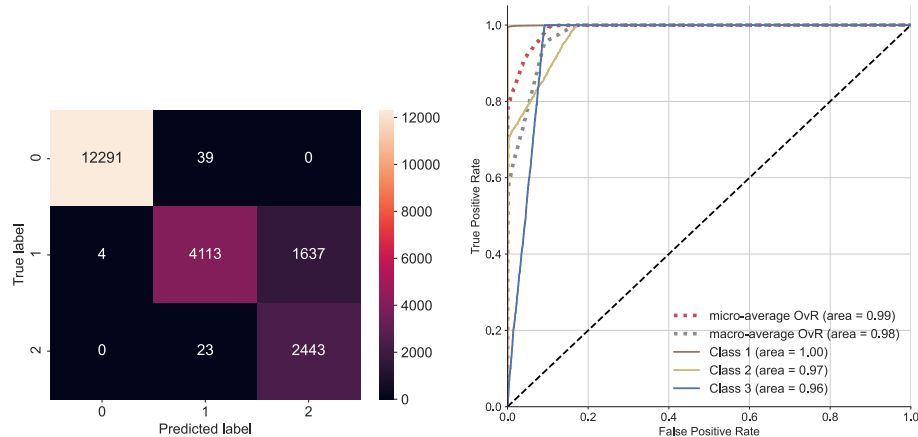 12291 39 0
4 4113 1637
0 23 2443
0
1
2
True label
0 1 2
Predicted label
12000
10000
8000
6000
4000
2000
0
1.0
0.8
0.6
0.4
0.2
0.0
True Positive Rate
micro-average OvR (area = 0.99)
macro-average OvR (area = 0.98)
Class 1 (area = 1.00)
Class 2 (area = 0.97)
Class 3 (area = 0.96)
0.0 0.2 0.4 0.6 0.8 1.0
False Positive Rate